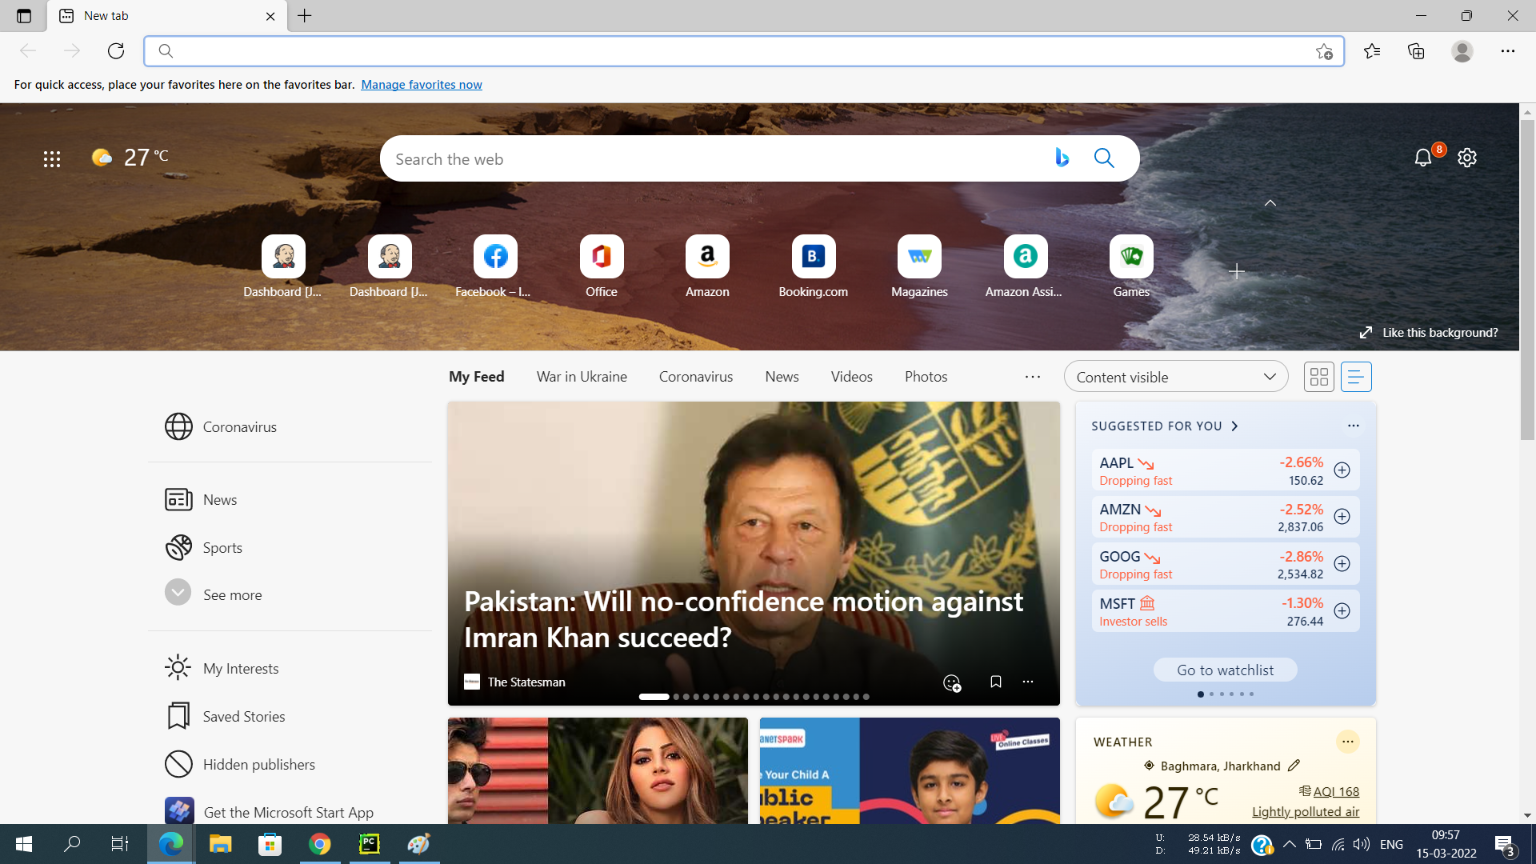 New tab
For quick access, place your favorites here on the favorites bar. Manage favorites now
27 °C
Search the web
8
Dashboard [J...
Dashboard [J...
Facebook – l...
Office
Amazon
Booking.com
Magazines
Amazon Assi...
Games
Like this background?
My Feed
War in Ukraine
Coronavirus
News
Videos
Photos
Content visible
Coronavirus
News
Sports
See more
My Interests
Saved Stories
Hidden publishers
Get the Microsoft Start App
Pakistan: Will no-confidence motion against
Imran Khan succeed?
The Statesman
SUGGESTED FOR YOU
AAPL -2.66%
Dropping fast 150.62
AMZN -2.52%
Dropping fast 2,837.06
GOOG -2.86%
Dropping fast 2,534.82
MSFT -1.30%
Investor sells 276.44
Go to watchlist
LIVE
Online Classes
e Your Child A
WEATHER
Baghmara, Jharkhand
27 °C
AQI 168
Lightly polluted air
U: 28.54 kB/s
D: 49.21 kB/s
ENG
09:57
15-03-2022
3